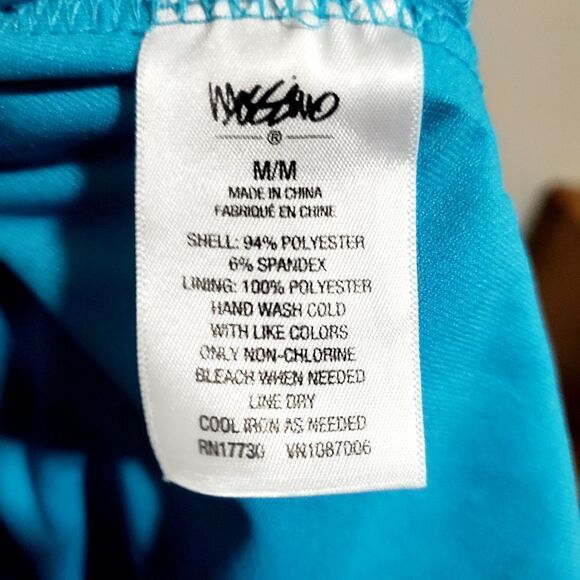 Mossimo
®
M/M
MADE IN CHINA
FABRIQUÉ EN CHINE
SHELL: 94% POLYESTER
6% SPANDEX
LINING: 100% POLYESTER
HAND WASH COLD
WITH LIKE COLORS
ONLY NON-CHLORINE
BLEACH WHEN NEEDED
LINE DRY
COOL IRON AS NEEDED
RN17730 VN1087006